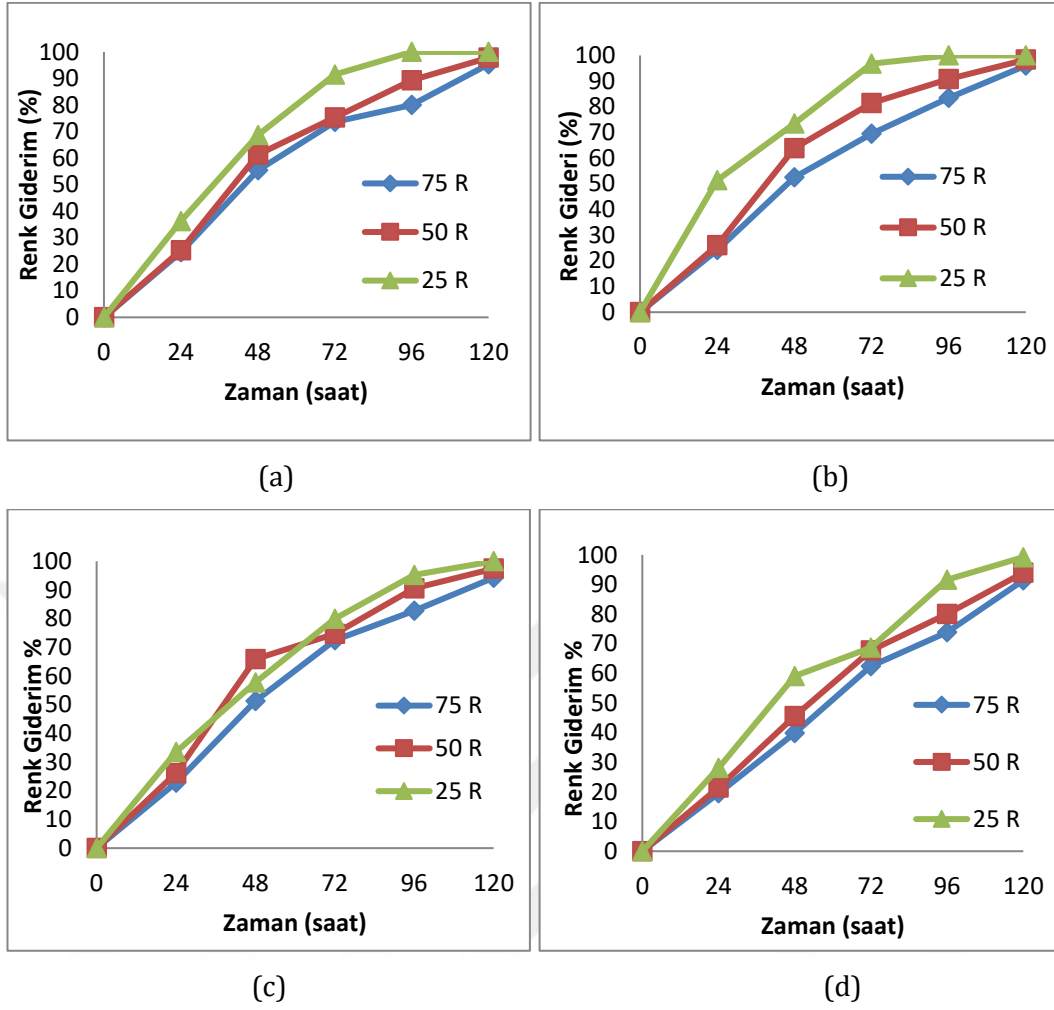 Renk Giderim (%)
100
90
80
70
60
50
40
30
20
10
0
75 R
50 R
25 R
0 24 48 72 96 120
Zaman (saat)
(a)
Renk Gideri (%)
100
90
80
70
60
50
40
30
20
10
0
75 R
50 R
25 R
0 24 48 72 96 120
Zaman (saat)
(b)
Renk Giderim %
100
90
80
70
60
50
40
30
20
10
0
75 R
50 R
25 R
0 24 48 72 96 120
Zaman (saat)
(c)
Renk Giderim %
100
90
80
70
60
50
40
30
20
10
0
75 R
50 R
25 R
0 24 48 72 96 120
Zaman (saat)
(d)